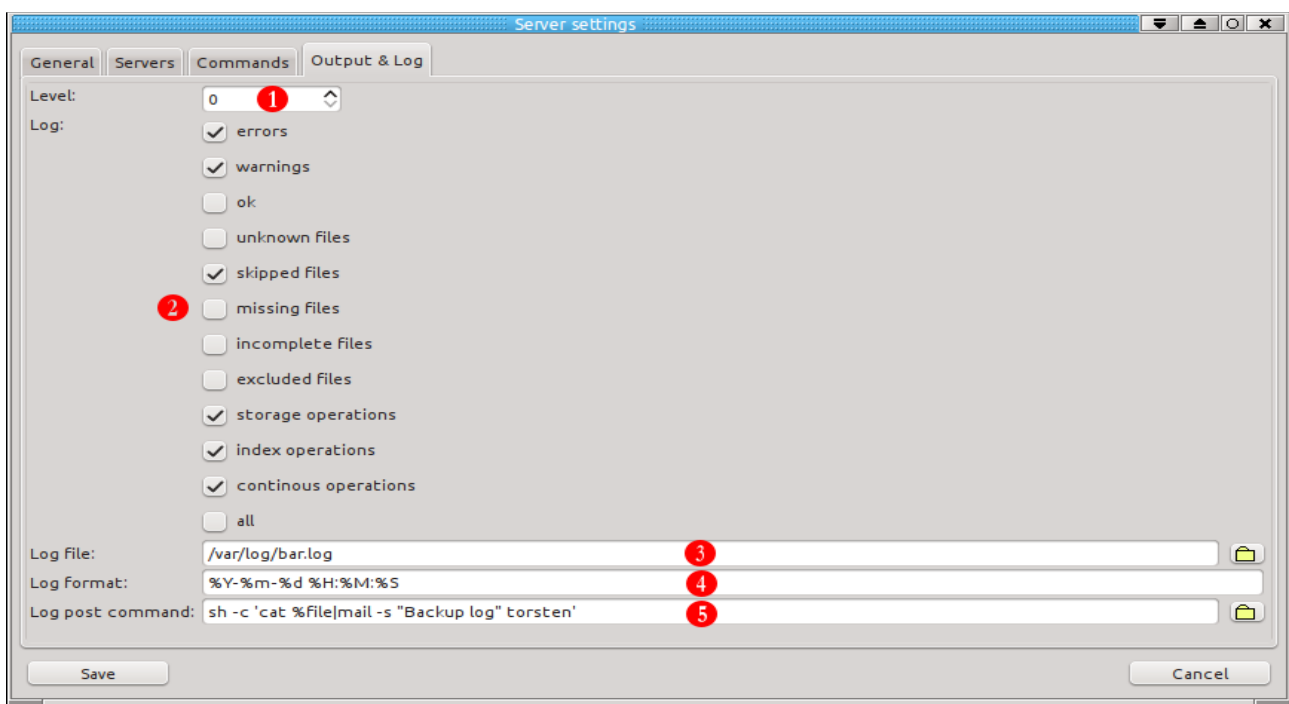 Server settings
General Servers Commands Output & Log
Level: 0 1
Log: errors
warnings
ok
unknown files
skipped files
2 missing files
incomplete files
excluded files
storage operations
index operations
continous operations
all
Log file: /var/log/bar.log 3
Log format: %Y-%m-%d %H:%M:%S 4
Log post command: sh -c 'cat %file|mail -s "Backup log" torsten' 5
Save Cancel